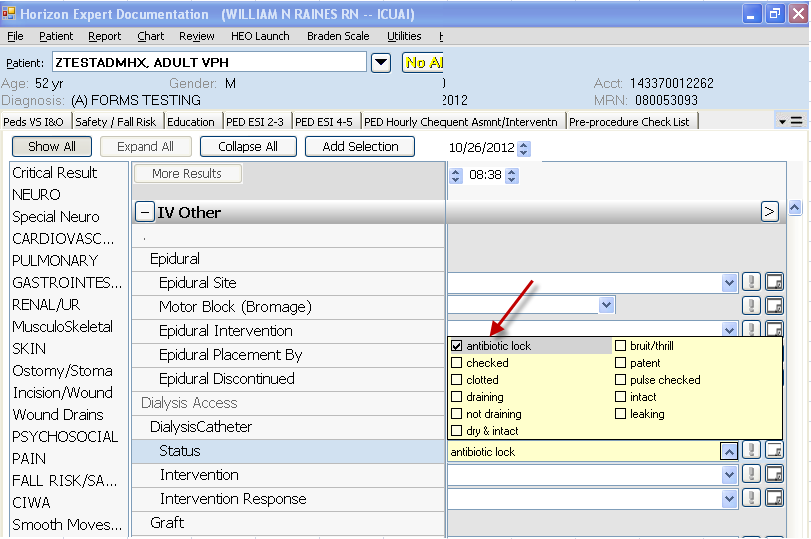 Horizon Expert Documentation (WILLIAM N RAINES RN -- ICUAI)
File Patient Report Chart Review HEO Launch Braden Scale Utilities
Patient: ZTESTADMHX, ADULT VPH No Al
Age: 52 yr Gender: M Acct: 143370012262
Diagnosis: (A) FORMS TESTING 2012 MRN: 080053093
Peds VS I&O Safety / Fall Risk Education PED ESI 2-3 PED ESI 4-5 PED Hourly Chequent Asmnt/Interventn Pre-procedure Check List
Show All Expand All Collapse All Add Selection 10/26/2012
Critical Result More Results 08:38
NEURO
Special Neuro IV Other
CARDIOVASC...
PULMONARY Epidural
GASTROINTES... Epidural Site
RENAL/UR Motor Block (Bromage)
MusculoSkeletal Epidural Intervention
SKIN Epidural Placement By
Ostomy/Stoma Epidural Discontinued
Incision/Wound Dialysis Access
Wound Drains DialysisCatheter
PSYCHOSOCIAL Status
PAIN Intervention
FALL RISK/SA... Intervention Response
CIWA Graft
Smooth Moves...
antibiotic lock bruit/thrill
checked patent
clotted pulse checked
draining intact
not draining leaking
dry & intact
antibiotic lock